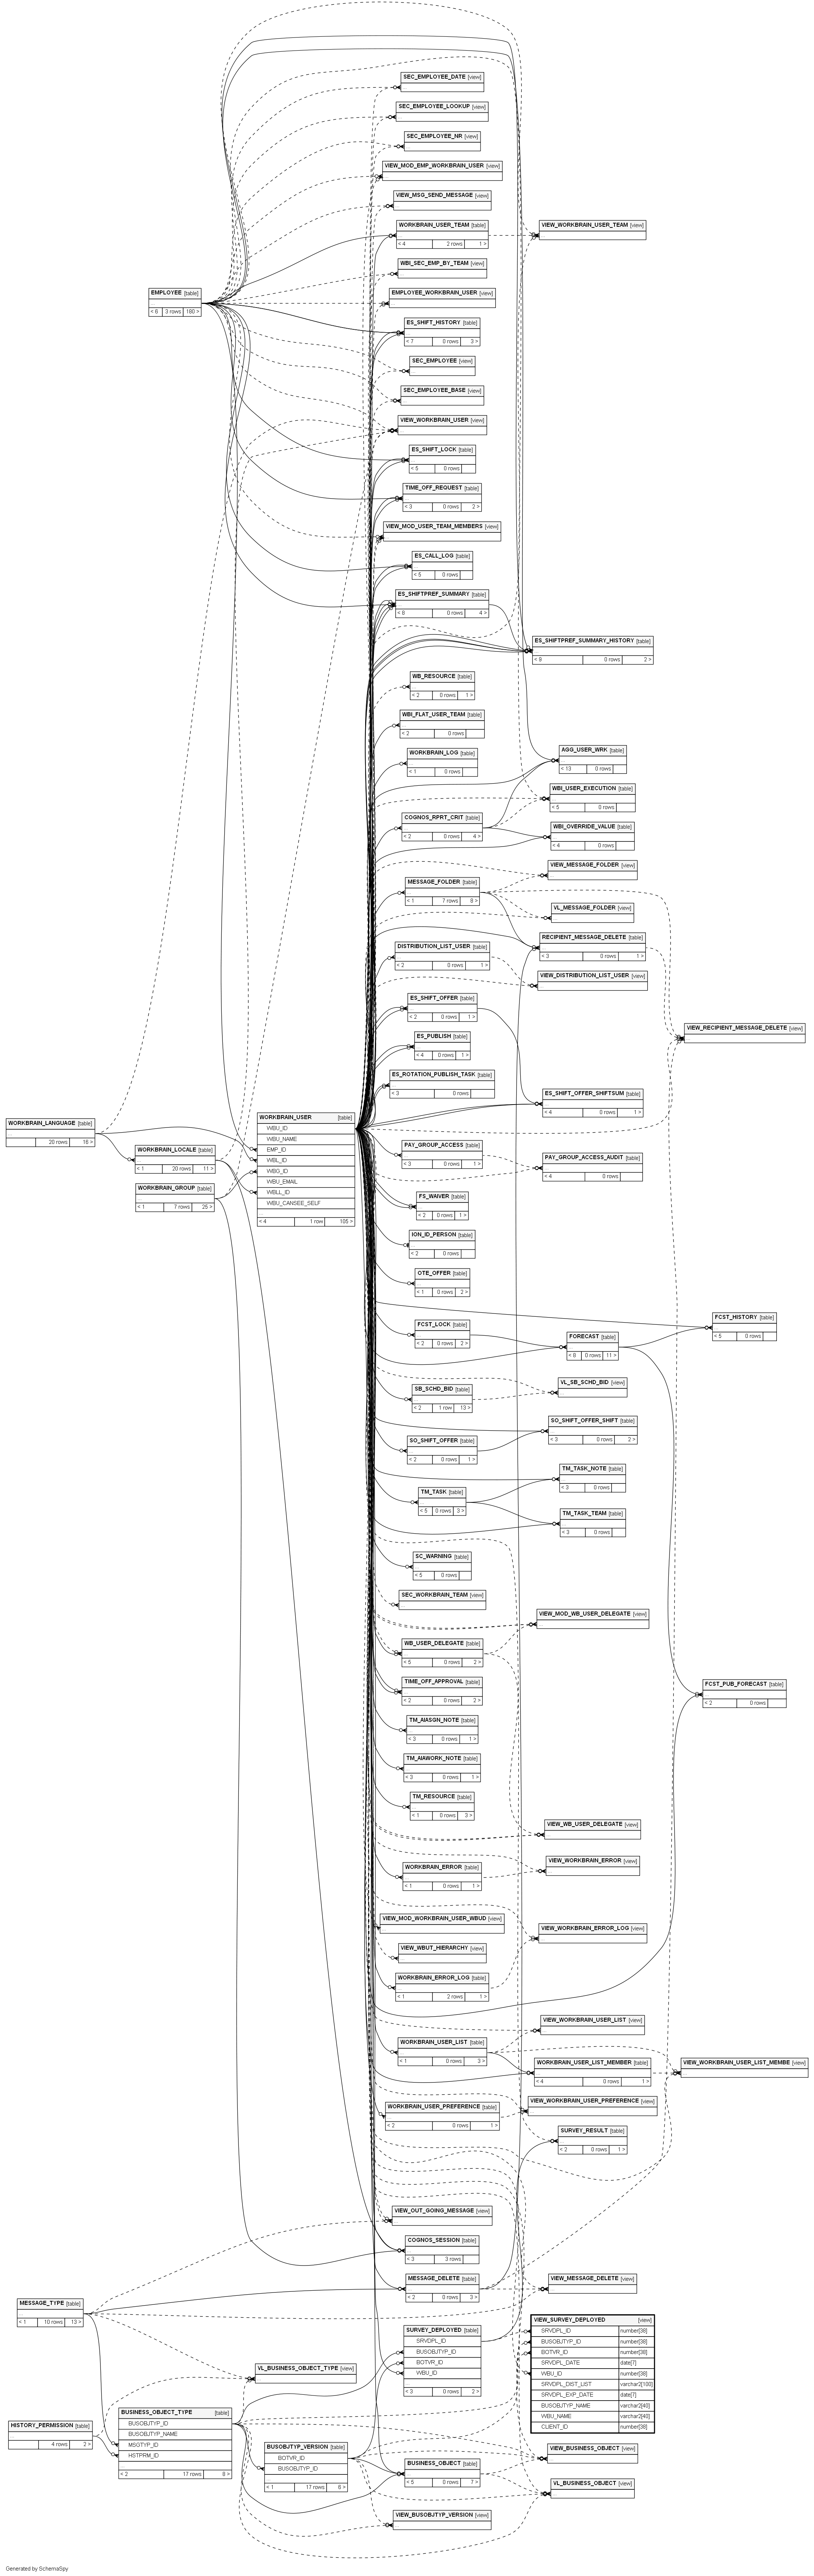 SEC_EMPLOYEE_DATE [view]
...
SEC_EMPLOYEE_LOOKUP [view]
...
SEC_EMPLOYEE_NR [view]
...
VIEW_MOD_EMP_WORKBRAIN_USER [view]
...
VIEW_MSG_SEND_MESSAGE [view]
...
WORKBRAIN_USER_TEAM [table]
...
< 4 2 rows 1 >
VIEW_WORKBRAIN_USER_TEAM [view]
...
WBI_SEC_EMP_BY_TEAM [view]
...
EMPLOYEE [table]
...
< 6 3 rows 180 >
EMPLOYEE_WORKBRAIN_USER [view]
...
ES_SHIFT_HISTORY [table]
...
< 7 0 rows 3 >
SEC_EMPLOYEE [view]
...
SEC_EMPLOYEE_BASE [view]
...
VIEW_WORKBRAIN_USER [view]
...
ES_SHIFT_LOCK [table]
...
< 5 0 rows
TIME_OFF_REQUEST [table]
...
< 3 0 rows 2 >
VIEW_MOD_USER_TEAM_MEMBERS [view]
...
ES_CALL_LOG [table]
...
< 5 0 rows
ES_SHIFTPREF_SUMMARY [table]
...
< 8 0 rows 4 >
ES_SHIFTPREF_SUMMARY_HISTORY [table]
...
< 9 0 rows 2 >
WB_RESOURCE [table]
...
< 2 0 rows 1 >
WBI_FLAT_USER_TEAM [table]
...
< 2 0 rows
WORKBRAIN_LOG [table]
...
< 1 0 rows
AGG_USER_WRK [table]
...
< 13 0 rows
WBI_USER_EXECUTION [table]
...
< 5 0 rows
COGNOS_RPRT_CRIT [table]
...
< 2 0 rows 4 >
WBI_OVERRIDE_VALUE [table]
...
< 4 0 rows
VIEW_MESSAGE_FOLDER [view]
...
MESSAGE_FOLDER [table]
...
< 1 7 rows 8 >
VL_MESSAGE_FOLDER [view]
...
RECIPIENT_MESSAGE_DELETE [table]
...
< 3 0 rows 1 >
DISTRIBUTION_LIST_USER [table]
...
< 2 0 rows 1 >
VIEW_DISTRIBUTION_LIST_USER [view]
...
ES_SHIFT_OFFER [table]
...
< 2 0 rows 1 >
VIEW_RECIPIENT_MESSAGE_DELETE [view]
...
ES_PUBLISH [table]
...
< 4 0 rows 1 >
ES_ROTATION_PUBLISH_TASK [table]
...
< 3 0 rows
ES_SHIFT_OFFER_SHIFTSUM [table]
...
< 4 0 rows 1 >
WORKBRAIN_LANGUAGE [table]
...
20 rows 16 >
WORKBRAIN_LOCALE [table]
...
< 1 20 rows 11 >
WORKBRAIN_GROUP [table]
...
< 1 7 rows 25 >
WORKBRAIN_USER [table]
WBU_ID
WBU_NAME
EMP_ID
WBL_ID
WBG_ID
WBU_EMAIL
WBLL_ID
WBU_CANSEE_SELF
...
< 4 1 row 105 >
PAY_GROUP_ACCESS [table]
...
< 3 0 rows 1 >
PAY_GROUP_ACCESS_AUDIT [table]
...
< 4 0 rows
FS_WAIVER [table]
...
< 2 0 rows 1 >
ION_ID_PERSON [table]
...
< 2 0 rows
OTE_OFFER [table]
...
< 1 0 rows 2 >
FCST_LOCK [table]
...
< 2 0 rows 2 >
FORECAST [table]
...
< 8 0 rows 11 >
FCST_HISTORY [table]
...
< 5 0 rows
VL_SB_SCHD_BID [view]
...
SB_SCHD_BID [table]
...
< 2 1 row 13 >
SO_SHIFT_OFFER_SHIFT [table]
...
< 3 0 rows 2 >
SO_SHIFT_OFFER [table]
...
< 2 0 rows 1 >
TM_TASK_NOTE [table]
...
< 3 0 rows
TM_TASK [table]
...
< 5 0 rows 3 >
TM_TASK_TEAM [table]
...
< 3 0 rows
SC_WARNING [table]
...
< 5 0 rows
SEC_WORKBRAIN_TEAM [view]
...
VIEW_MOD_WB_USER_DELEGATE [view]
...
WB_USER_DELEGATE [table]
...
< 5 0 rows 2 >
TIME_OFF_APPROVAL [table]
...
< 2 0 rows 2 >
FCST_PUB_FORECAST [table]
...
< 2 0 rows
TM_AIASGN_NOTE [table]
...
< 3 0 rows 1 >
TM_AIAWORK_NOTE [table]
...
< 3 0 rows 1 >
TM_RESOURCE [table]
...
< 1 0 rows 3 >
VIEW_WB_USER_DELEGATE [view]
...
WORKBRAIN_ERROR [table]
...
< 1 0 rows 1 >
VIEW_WORKBRAIN_ERROR [view]
...
VIEW_MOD_WORKBRAIN_USER_WBUD [view]
...
VIEW_WORKBRAIN_ERROR_LOG [view]
...
VIEW_WBUT_HIERARCHY [view]
...
WORKBRAIN_ERROR_LOG [table]
...
< 1 2 rows 1 >
VIEW_WORKBRAIN_USER_LIST [view]
...
WORKBRAIN_USER_LIST [table]
...
< 1 0 rows 3 >
WORKBRAIN_USER_LIST_MEMBER [table]
...
< 4 0 rows 1 >
VIEW_WORKBRAIN_USER_LIST_MEMBE [view]
...
WORKBRAIN_USER_PREFERENCE [table]
...
< 2 0 rows 1 >
VIEW_WORKBRAIN_USER_PREFERENCE [view]
...
SURVEY_RESULT [table]
...
< 2 0 rows 1 >
VIEW_OUT_GOING_MESSAGE [view]
...
COGNOS_SESSION [table]
...
< 3 3 rows
MESSAGE_DELETE [table]
...
< 2 0 rows 3 >
VIEW_MESSAGE_DELETE [view]
...
MESSAGE_TYPE [table]
...
< 1 10 rows 13 >
SURVEY_DEPLOYED [table]
SRVDPL_ID
BUSOBJTYP_ID
BOTVR_ID
WBU_ID
...
< 3 0 rows 2 >
VIEW_SURVEY_DEPLOYED [view]
SRVDPL_ID number[38]
BUSOBJTYP_ID number[38]
BOTVR_ID number[38]
SRVDPL_DATE date[7]
WBU_ID number[38]
SRVDPL_DIST_LIST varchar2[100]
SRVDPL_EXP_DATE date[7]
BUSOBJTYP_NAME varchar2[40]
WBU_NAME varchar2[40]
CLIENT_ID number[38]
VL_BUSINESS_OBJECT_TYPE [view]
...
HISTORY_PERMISSION [table]
...
4 rows 2 >
BUSINESS_OBJECT_TYPE [table]
BUSOBJTYP_ID
BUSOBJTYP_NAME
MSGTYP_ID
HSTPRM_ID
...
< 2 17 rows 8 >
BUSOBJTYP_VERSION [table]
BOTVR_ID
BUSOBJTYP_ID
...
< 1 17 rows 6 >
VIEW_BUSINESS_OBJECT [view]
...
BUSINESS_OBJECT [table]
...
< 5 0 rows 7 >
VL_BUSINESS_OBJECT [view]
...
VIEW_BUSOBJTYP_VERSION [view]
...
Generated by SchemaSpy